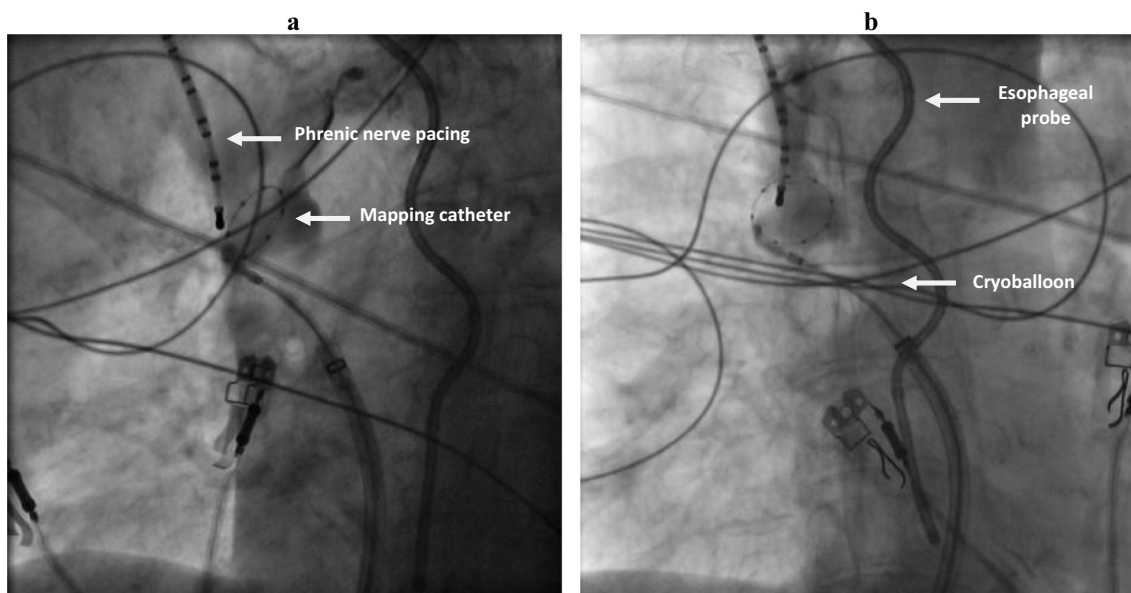 a
b
Phrenic nerve pacing
Mapping catheter
Esophageal
probe
Cryoballoon